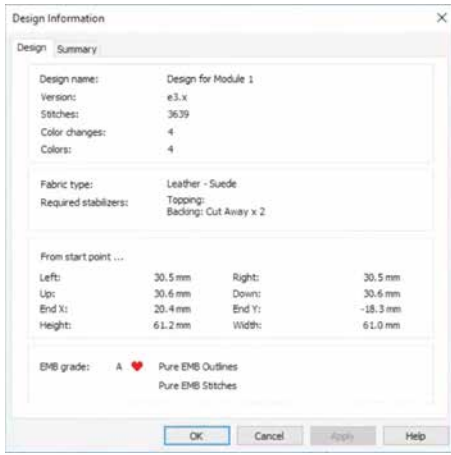 Design Information
Design Summary
Design name: Design for Module 1
Version: e3.x
Stitches: 3639
Color changes: 4
Colors: 4
Fabric type: Leather - Suede
Required stabilizers: Topping:
Backing: Cut Away x 2
From start point ...
Left: 30.5 mm Right: 30.5 mm
Up: 30.6 mm Down: 30.6 mm
End X: 20.4 mm End Y: -18.3 mm
Height: 61.2 mm Width: 61.0 mm
EMB grade: A Pure EMB Outlines
Pure EMB Stitches
OK Cancel Apply Help